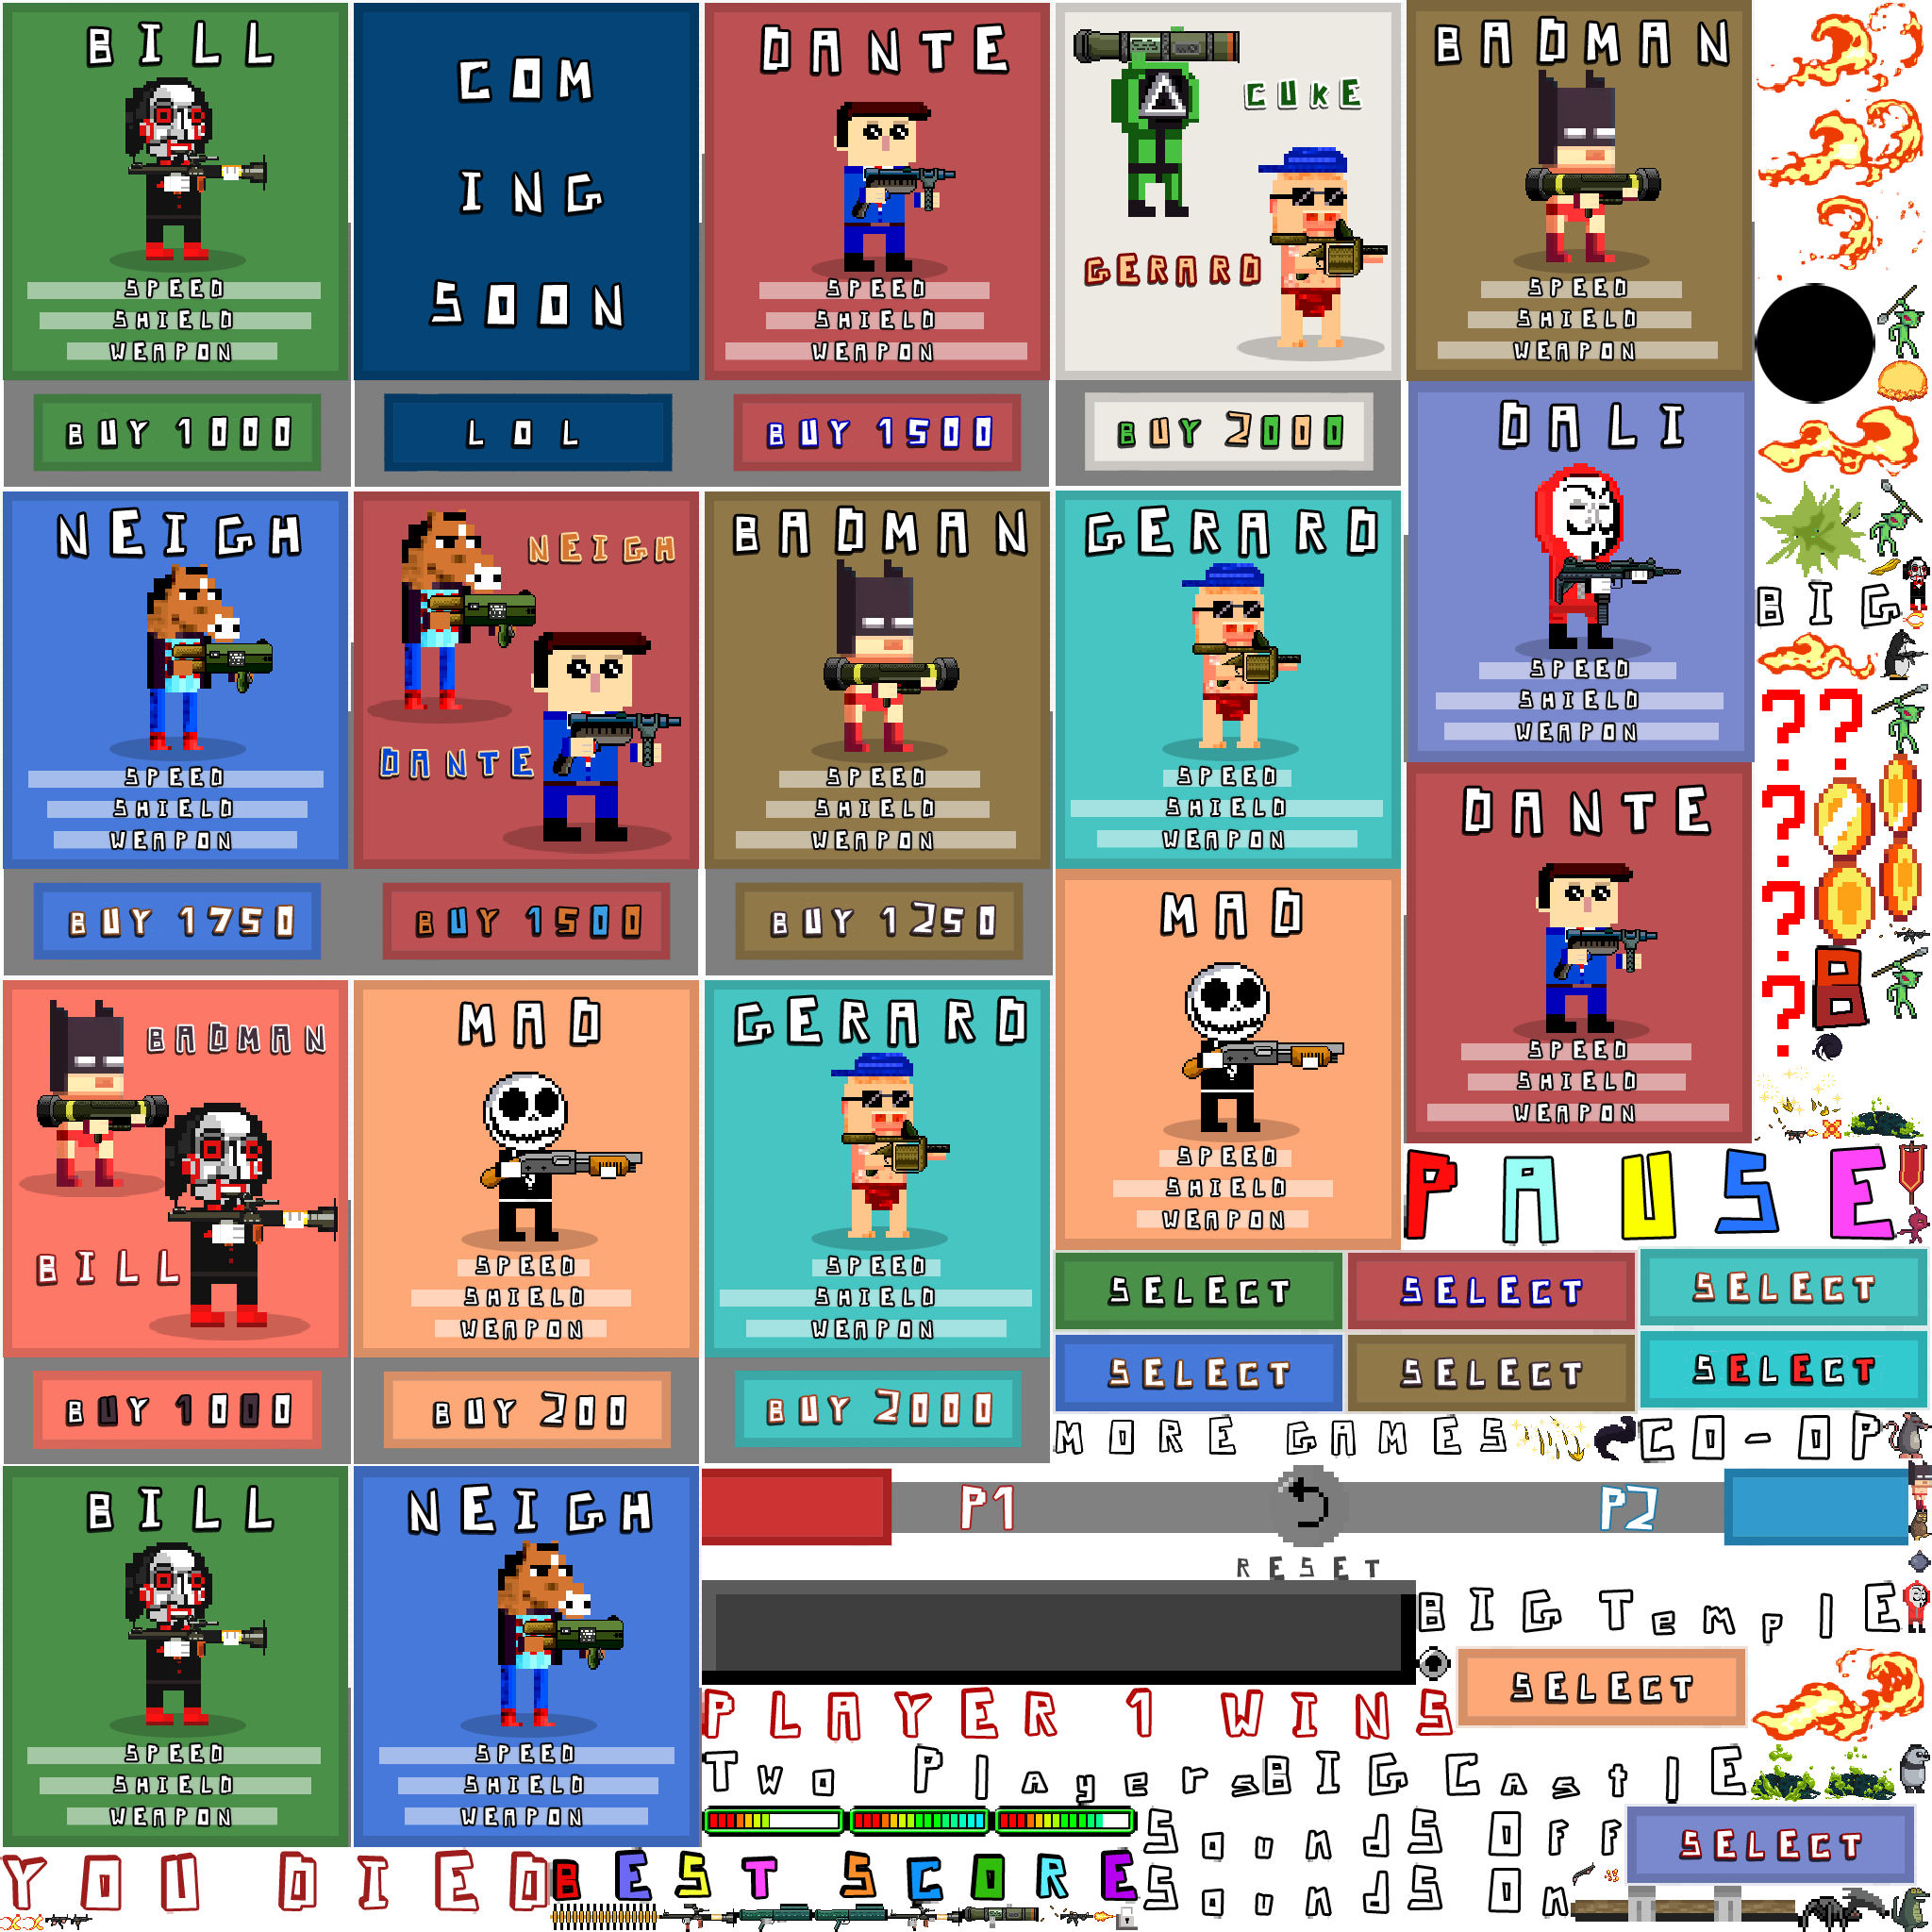 BILL
SPEED
SHIELD
WEAPON
BUY 1000
COM
ING
SOON
LOL
DANTE
SPEED
SHIELD
WEAPON
BUY 1500
CUKE
GERARD
BUY 2000
BADMAN
SPEED
SHIELD
WEAPON
NEIGH
SPEED
SHIELD
WEAPON
BUY 1750
NEIGH
DANTE
BUY 1500
BADMAN
SPEED
SHIELD
WEAPON
BUY 1250
GERARD
SPEED
SHIELD
WEAPON
DALI
SPEED
SHIELD
WEAPON
BIG
? ?
?
?
?
B
DANTE
SPEED
SHIELD
WEAPON
MAD
SPEED
SHIELD
WEAPON
BADMAN
BILL
BUY 1000
MAD
SPEED
SHIELD
WEAPON
BUY 200
GERARD
SPEED
SHIELD
WEAPON
BUY 2000
PAUSE
SELECT
SELECT
SELECT
SELECT
SELECT
SELECT
MORE GAMES
CO-OP
BILL
SPEED
SHIELD
WEAPON
NEIGH
SPEED
SHIELD
WEAPON
P1
P2
RESET
BIG TemplE
SELECT
PLAYER 1 WINS
Two Players
BIG CastlE
SoundS OFF
SoundS On
SELECT
YOU DIED
BEST SCORE